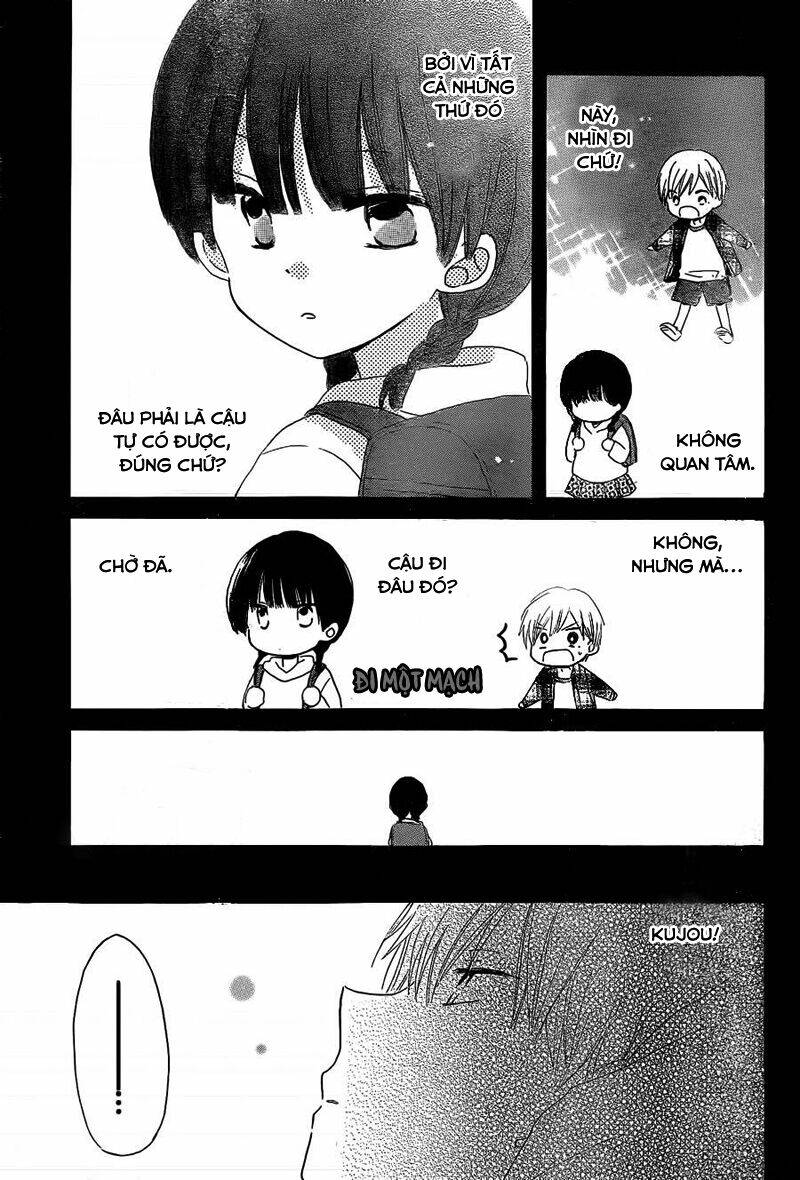 NÀY,
NHÌN ĐI
CHỨ!
KHÔNG
QUAN TÂM.
BỞI VÌ TẤT
CẢ NHỮNG
THỨ ĐÓ
ĐÂU PHẢI LÀ CẬU
TỰ CÓ ĐƯỢC,
ĐÚNG CHỨ?
KHÔNG,
NHƯNG MÀ...
CẬU ĐI
ĐÂU ĐÓ?
ĐI MỘT MẠCH
CHỜ ĐÃ.
KUJOU!